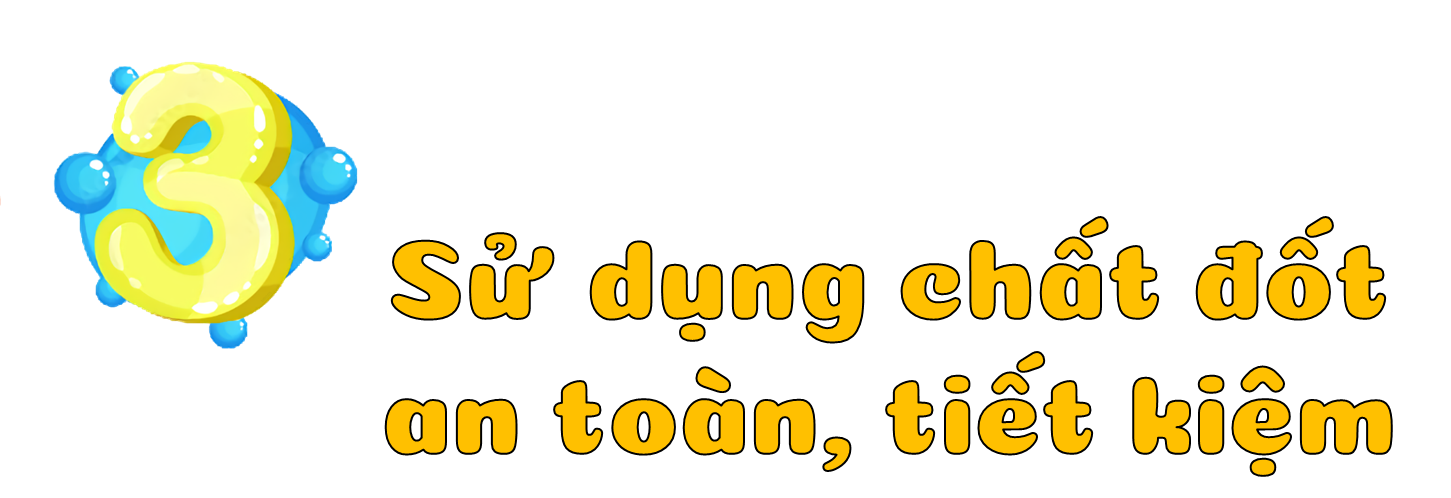 3
Sử dụng chất đốt
an toàn, tiết kiệm